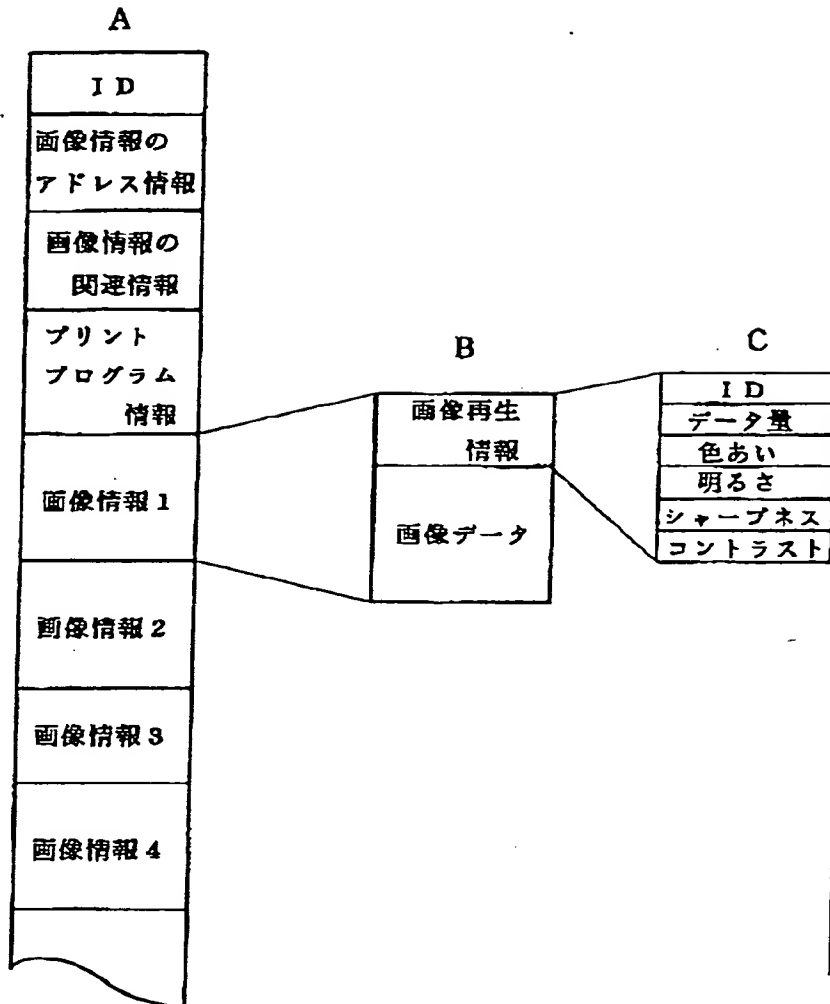 A
ID
画像情報の
アドレス情報
画像情報の
関連情報
プリント
プログラム
情報
画像情報1
画像情報2
画像情報3
画像情報4
B
画像再生
情報
画像データ
C
ID
データ量
色あい
明るさ
シャープネス
コントラスト